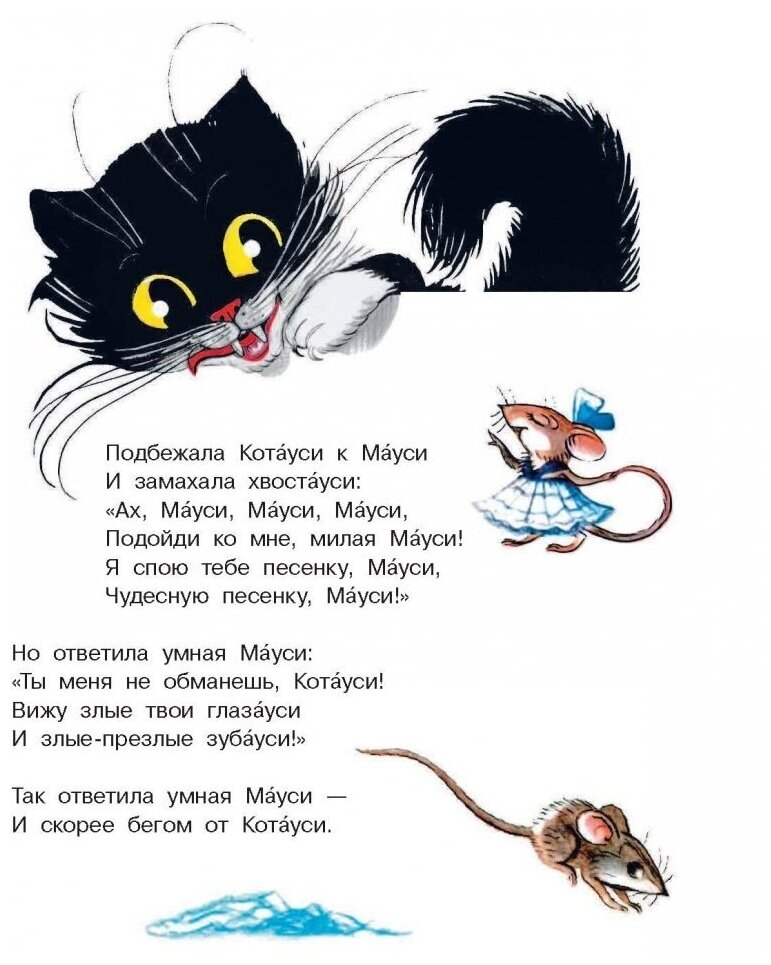 Подбежала Кота́уси к Ма́уси
И замахала хвоста́уси:
«Ах, Ма́уси, Ма́уси, Ма́уси,
Подойди ко мне, милая Ма́уси!
Я спою тебе песенку, Ма́уси,
Чудесную песенку, Ма́уси!»
Но ответила умная Ма́уси:
«Ты меня не обманешь, Кота́уси!
Вижу злые твои глаза́уси
И злые-презлые зуба́уси!»
Так ответила умная Ма́уси —
И скорее бегом от Кота́уси.